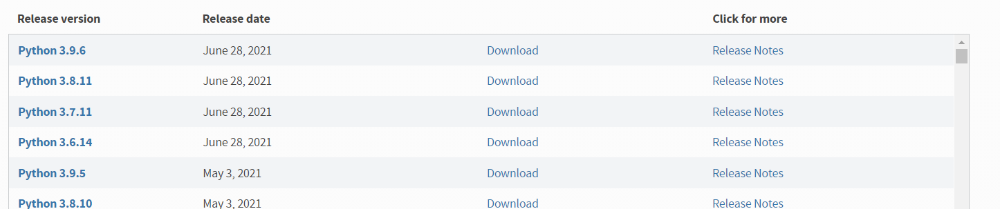 Release version Release date Click for more
Python 3.9.6 June 28, 2021 Download Release Notes
Python 3.8.11 June 28, 2021 Download Release Notes
Python 3.7.11 June 28, 2021 Download Release Notes
Python 3.6.14 June 28, 2021 Download Release Notes
Python 3.9.5 May 3, 2021 Download Release Notes
Python 3.8.10 May 3, 2021 Download Release Notes